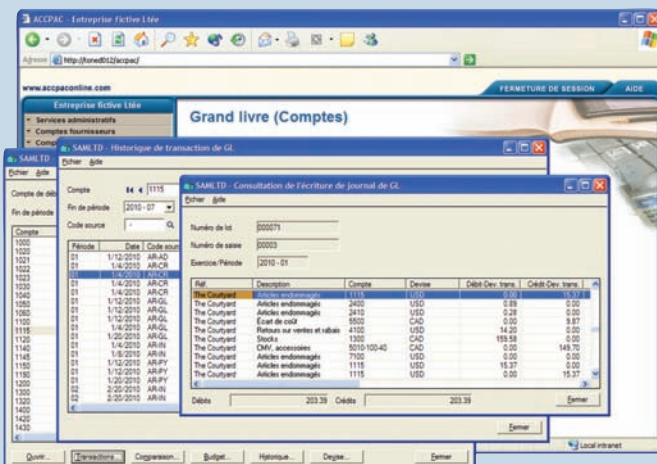 ACCPAC - Entreprise fictive Ltée
Adresse http://toned012/accpac/
www.accpaconline.com
FERMETURE DE SESSION AIDE
Entreprise fictive Ltée
Services administratifs
Comptes fournisseurs
Grand livre (Comptes)
SAMLTD
Fichier Aide
Compte de déb
Fin de période
Compte
1000
1020
1021
1022
1023
1030
1040
1050
1060
1100
1115
1120
1140
1145
1150
1190
1200
1300
1320
1400
1420
1430
Ouvrir... Transactions... Comparaison... Budget... Historique... Devise... Fermer
SAMLTD - Historique de transaction de GL
Fichier Aide
Compte 1115
Fin de période 2010 - 07
Code source -
Période Date Code sourc
01 1/12/2010 AR-AD
01 1/4/2010 AR-CR
01 1/4/2010 AR-CR
01 1/4/2010 AR-CR
01 1/4/2010 AR-CR
01 1/12/2010 AR-GL
01 1/12/2010 AR-GL
01 1/4/2010 AR-GL
01 1/20/2010 AR-GL
01 1/4/2010 AR-IN
01 1/8/2010 AR-IN
01 1/12/2010 AR-PY
01 1/12/2010 AR-PY
01 1/20/2010 AR-PY
02 2/20/2010 AR-IN
02 2/20/2010 AR-IN
Fermer
SAMLTD - Consultation de l'écriture de journal de GL
Fichier Aide
Numéro de lot 000071
Numéro de saisie 00003
Exercice/Période 2010 - 01
Réf. Description Compte Devise Débit-Dev. trans. Crédit-Dev. trans.
The Courtyard Articles endommagés 1115 USD 0.00 15.37
The Courtyard Articles endommagés 2400 USD 0.89 0.00
The Courtyard Articles endommagés 2410 USD 0.28 0.00
The Courtyard Écart de coût 5500 CAD 0.00 9.87
The Courtyard Retours sur ventes et rabais 4100 USD 14.20 0.00
The Courtyard Stocks 1300 CAD 159.58 0.00
The Courtyard CMV, accessoires 5010-100-40 CAD 0.00 149.70
The Courtyard Articles endommagés 7100 USD 0.00 0.00
The Courtyard Articles endommagés 1115 USD 15.37 0.00
The Courtyard Articles endommagés 1115 USD 0.00 15.37
Débits 203.39 Crédits 203.39 Fermer
Local intranet